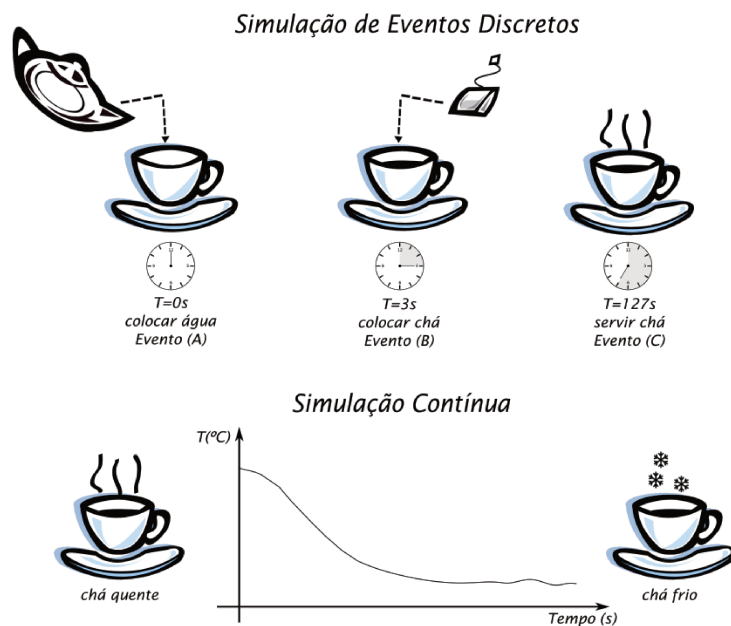 Simulação de Eventos Discretos
T=0s
colocar água
Evento (A)
T=3s
colocar chá
Evento (B)
T=127s
servir chá
Evento (C)
Simulação Contínua
T(ºC)
chá quente
Tempo (s)
chá frio